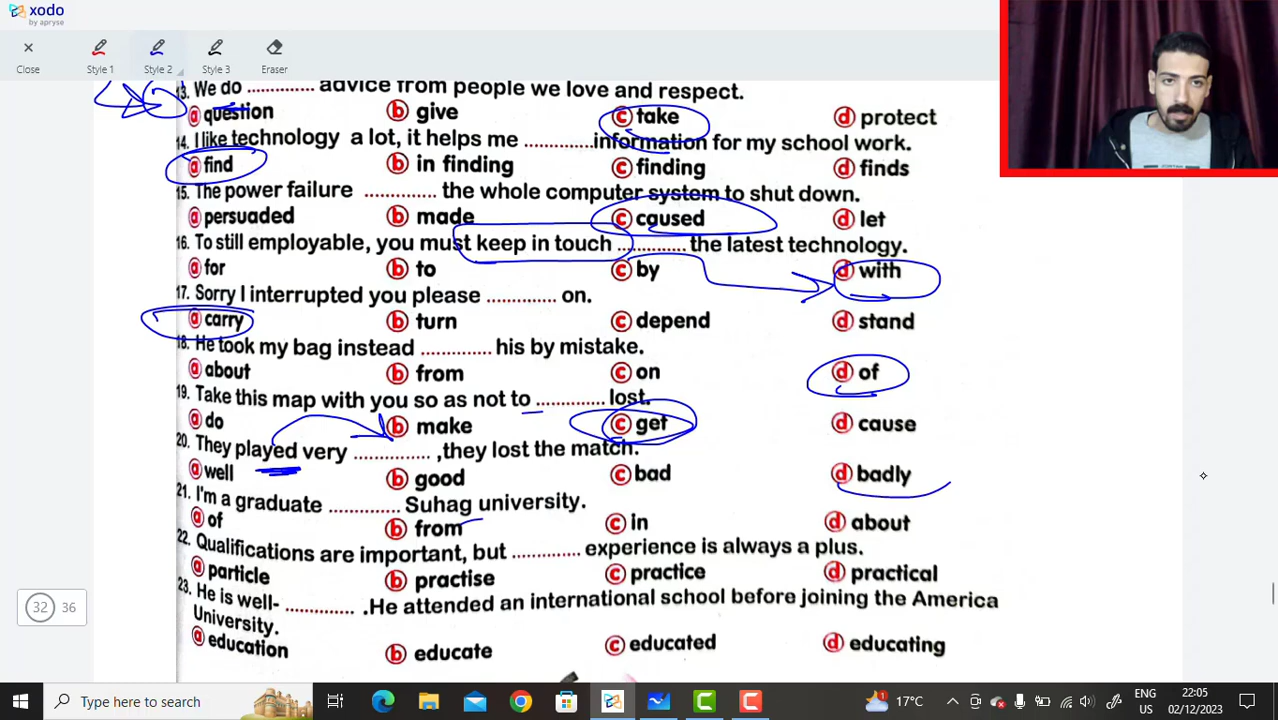 xodo
by apryse
Close
Style 1
Style 2
Style 3
Eraser
13. We do ............. advice from people we love and respect.
a question b give c take d protect
14. I like technology a lot, it helps me .............information for my school work.
a find b in finding c finding d finds
15. The power failure ............. the whole computer system to shut down.
a persuaded b made c caused d let
16. To still employable, you must keep in touch ............. the latest technology.
a for b to c by d with
17. Sorry I interrupted you please ............. on.
a carry b turn c depend d stand
18. He took my bag instead ............. his by mistake.
a about b from c on d of
19. Take this map with you so as not to ............. lost.
a do b make c get d cause
20. They played very .............. ,they lost the match.
a well b good c bad d badly
21. I'm a graduate ............. Suhag university.
a of b from c in d about
22. Qualifications are important, but ............. experience is always a plus.
a particle b practise c practice d practical
23. He is well- ............. .He attended an international school before joining the America
University.
a education b educate c educated d educating
32 36
Type here to search
1
17°C
ENG
US
22:05
02/12/2023